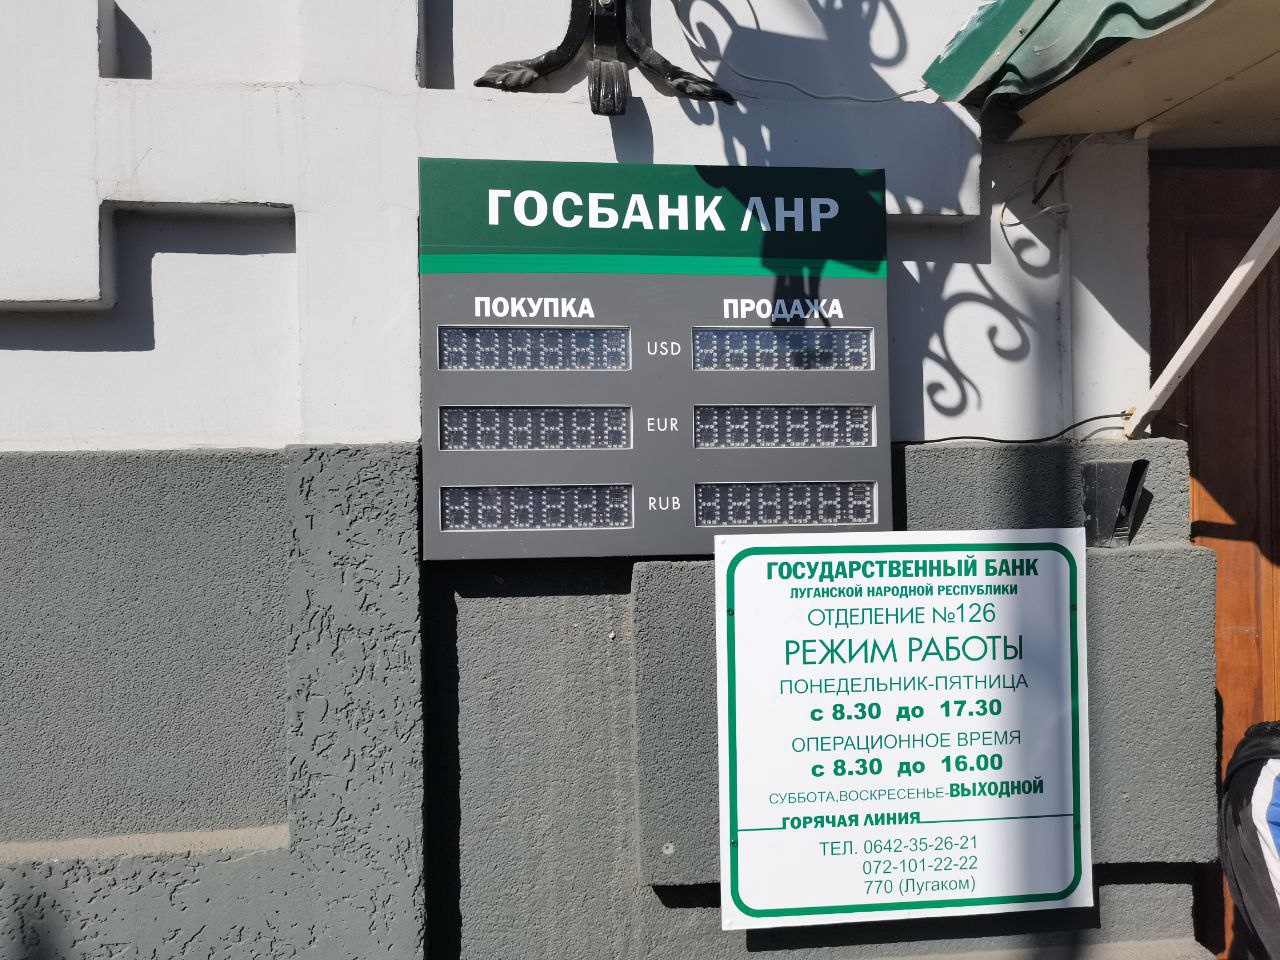 ГОСБАНК ЛНР
ПОКУПКА ПРОДАЖА
USD
EUR
RUB
ГОСУДАРСТВЕННЫЙ БАНК
ЛУГАНСКОЙ НАРОДНОЙ РЕСПУБЛИКИ
ОТДЕЛЕНИЕ №126
РЕЖИМ РАБОТЫ
ПОНЕДЕЛЬНИК-ПЯТНИЦА
с 8.30 до 17.30
ОПЕРАЦИОННОЕ ВРЕМЯ
с 8.30 до 16.00
СУББОТА,ВОСКРЕСЕНЬЕ-ВЫХОДНОЙ
ГОРЯЧАЯ ЛИНИЯ
ТЕЛ. 0642-35-26-21
072-101-22-22
770 (Лугаком)